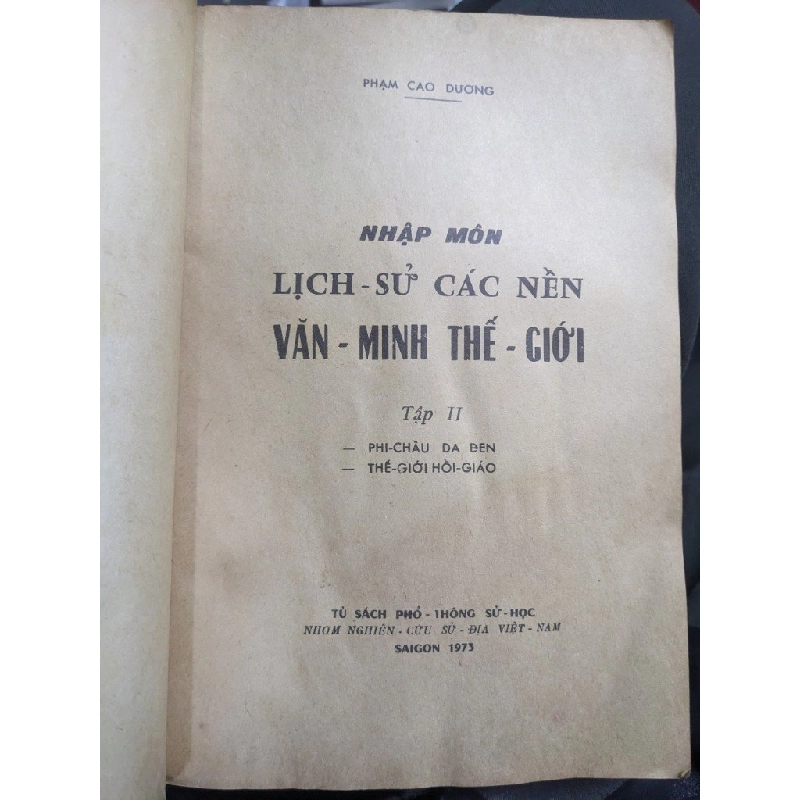 PHẠM CAO DƯƠNG
NHẬP MÔN
LỊCH-SỬ CÁC NỀN
VĂN-MINH THẾ-GIỚI
Tập II
— PHI-CHÂU DA ĐEN
— THẾ-GIỚI HỒI-GIÁO
TỦ SÁCH PHỔ-THÔNG SỬ-HỌC
NHÓM NGHIÊN-CỨU SỬ-ĐỊA VIỆT-NAM
SAIGON 1973